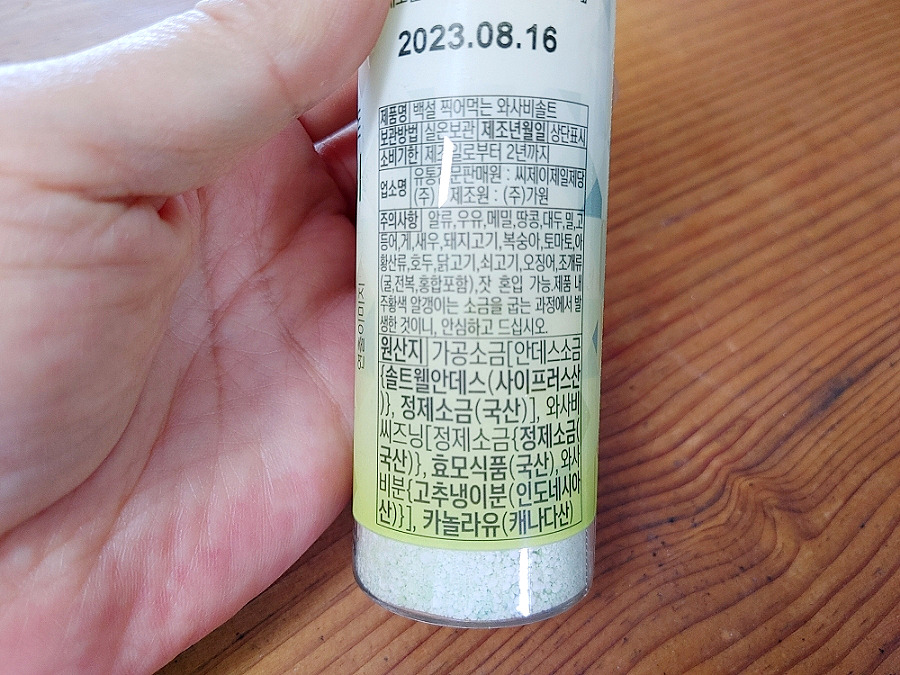 2023.08.16
제품명 백설 찍어먹는 와사비솔트
보관방법 실온보관 제조년월일 상단표시
소비기한 제조일로부터 2년까지
업소명 유통전문판매원 : 씨제이제일제당
(주) 제조원 : (주)가원
주의사항 알류,우유,메밀,땅콩,대두,밀,고
등어,게,새우,돼지고기,복숭아,토마토,아
황산류,호두,닭고기,쇠고기,오징어,조개류
(굴,전복,홍합포함),잣 혼입 가능.제품 내
주황색 알갱이는 소금을 굽는 과정에서 발
생한 것이니, 안심하고 드십시오.
원산지 가공소금[안데스소금
{솔트웰안데스(사이프러스산
)}, 정제소금(국산)], 와사비
씨즈닝[정제소금{정제소금(
국산)}, 효모식품(국산), 와사
비분{고추냉이분(인도네시아
산)}], 카놀라유(캐나다산)
연출이미지